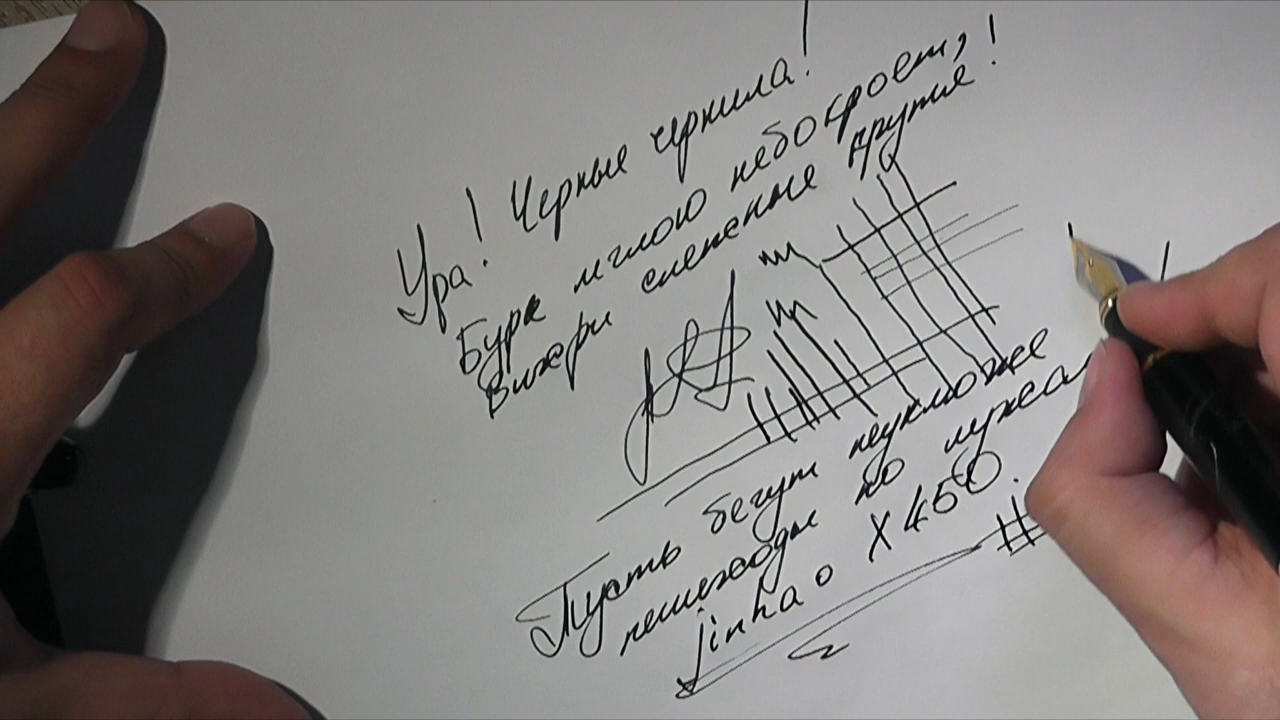 Ура! Черные чернила!
Буря мглою небо кроет,
Вихри снежные крутя!
Пусть бегут неуклюже
пешеходы по лужам
jinhao X450.